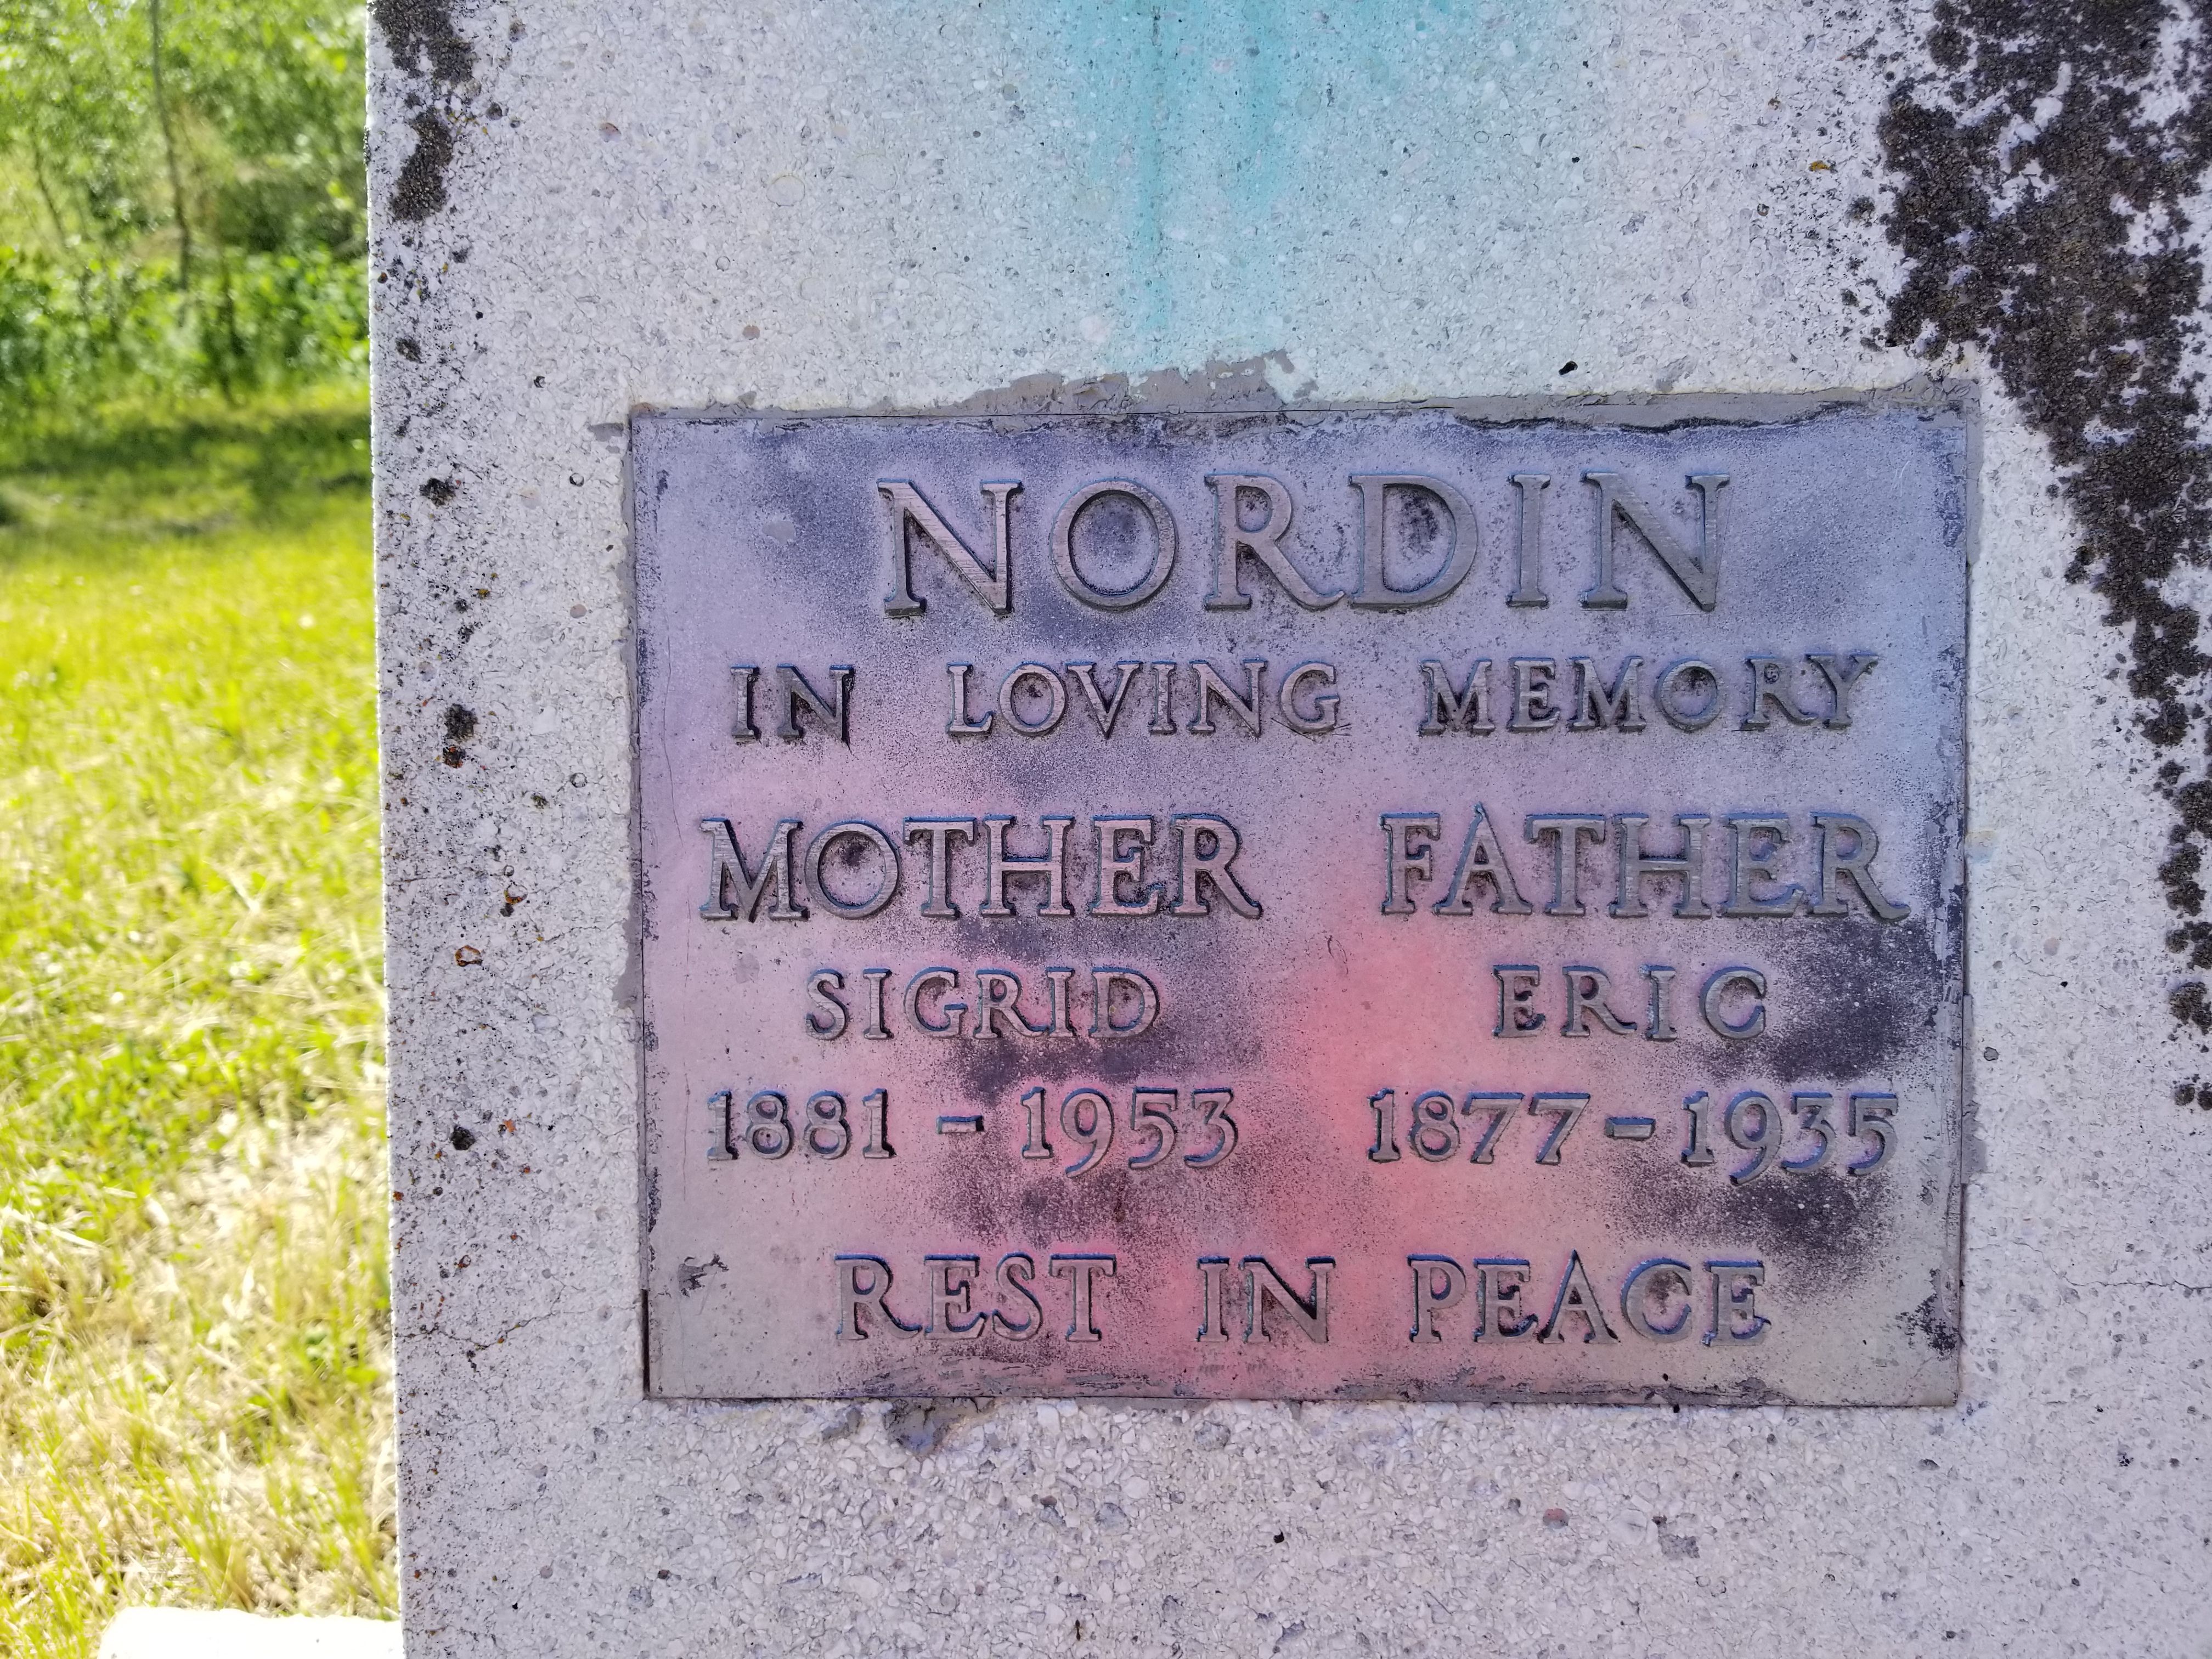 NORDIN
IN LOVING MEMORY
MOTHER FATHER
SIGRID ERIC
1881 - 1953 1877 - 1935
REST IN PEACE